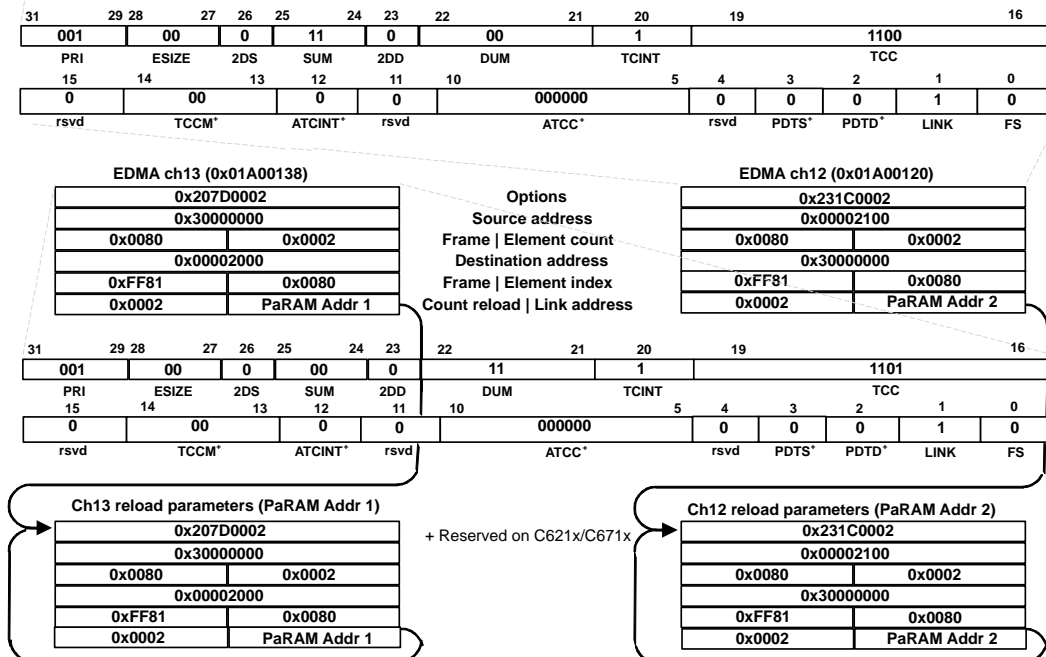 31 29 28 27 26 25 24 23 22 21 20 19 16
001 00 0 11 0 00 1 1100
PRI ESIZE 2DS SUM 2DD DUM TCINT TCC
15 14 13 12 11 10 5 4 3 2 1 0
0 00 0 0 000000 0 0 0 1 0
rsvd TCCM+ ATCINT+ rsvd ATCC+ rsvd PDTS+ PDTD+ LINK FS
EDMA ch13 (0x01A00138) EDMA ch12 (0x01A00120)
0x207D0002 Options 0x231C0002
0x30000000 Source address 0x00002100
0x0080 0x0002 Frame | Element count 0x0080 0x0002
0x00002000 Destination address 0x30000000
0xFF81 0x0080 Frame | Element index 0xFF81 0x0080
0x0002 PaRAM Addr 1 Count reload | Link address 0x0002 PaRAM Addr 2
31 29 28 27 26 25 24 23 22 21 20 19 16
001 00 0 00 0 11 1 1101
PRI ESIZE 2DS SUM 2DD DUM TCINT TCC
15 14 13 12 11 10 5 4 3 2 1 0
0 00 0 0 000000 0 0 0 1 0
rsvd TCCM+ ATCINT+ rsvd ATCC+ rsvd PDTS+ PDTD+ LINK FS
Ch13 reload parameters (PaRAM Addr 1) Ch12 reload parameters (PaRAM Addr 2)
0x207D0002 + Reserved on C621x/C671x 0x231C0002
0x30000000 0x00002100
0x0080 0x0002 0x0080 0x0002
0x00002000 0x30000000
0xFF81 0x0080 0xFF81 0x0080
0x0002 PaRAM Addr 1 0x0002 PaRAM Addr 2